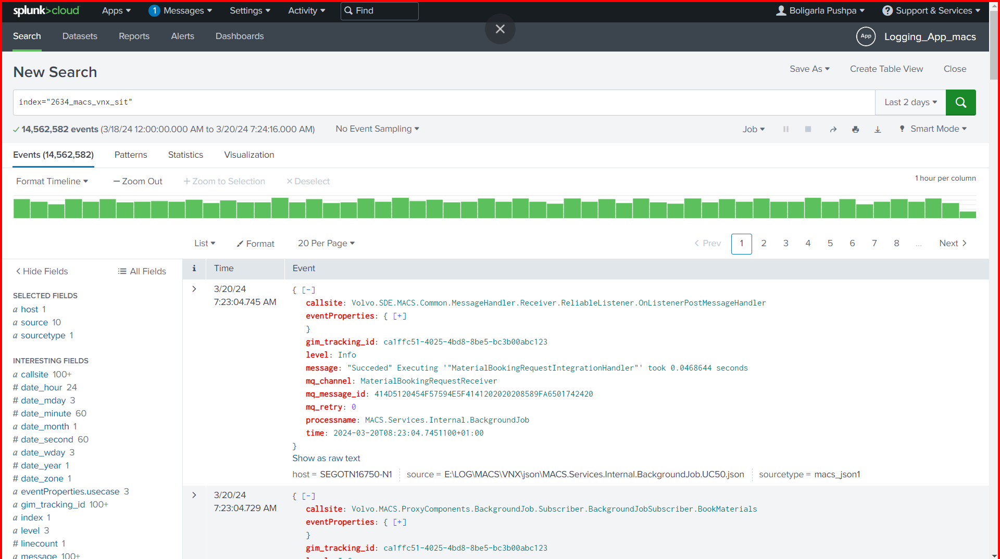 splunk>cloud Apps 1 Messages Settings Activity Find Boligarla Pushpa ? Support & Services
Search Datasets Reports Alerts Dashboards App Logging_App_macs
New Search Save As Create Table View Close
index="2634_macs_vnx_sit" Last 2 days
14,562,582 events (3/18/24 12:00:00.000 AM to 3/20/24 7:24:16.000 AM) No Event Sampling Job Smart Mode
Events (14,562,582) Patterns Statistics Visualization
Format Timeline — Zoom Out + Zoom to Selection × Deselect 1 hour per column
List Format 20 Per Page < Prev 1 2 3 4 5 6 7 8 ... Next >
< Hide Fields All Fields
SELECTED FIELDS
a host 1
a source 10
a sourcetype 1
INTERESTING FIELDS
a callsite 100+
# date_hour 24
# date_mday 3
# date_minute 60
a date_month 1
# date_second 60
a date_wday 3
# date_year 1
# date_zone 1
a eventProperties.usecase 3
a gim_tracking_id 100+
a index 1
a level 3
# linecount 1
a message 100+
i Time Event
> 3/20/24
7:23:04.745 AM
{ [-]
callsite: Volvo.SDE.MACS.Common.MessageHandler.Receiver.ReliableListener.OnListenerPostMessageHandler
eventProperties: { [+]
}
gim_tracking_id: ca1ffc51-4025-4bd8-8be5-bc3b00abc123
level: Info
message: "Succeded" Executing '"MaterialBookingRequestIntegrationHandler"' took 0.0468644 seconds
mq_channel: MaterialBookingRequestReceiver
mq_message_id: 414D5120454F57594E5F4141202020208589FA6501742420
mq_retry: 0
processname: MACS.Services.Internal.BackgroundJob
time: 2024-03-20T08:23:04.7451100+01:00
}
Show as raw text
host = SEGOTN16750-N1 source = E:\LOG\MACS\VNX\json\MACS.Services.Internal.BackgroundJob.UC50.json sourcetype = macs_json1
> 3/20/24
7:23:04.729 AM
{ [-]
callsite: Volvo.MACS.ProxyComponents.BackgroundJob.Subscriber.BackgroundJobSubscriber.BookMaterials
eventProperties: { [+]
}
gim_tracking_id: ca1ffc51-4025-4bd8-8be5-bc3b00abc123